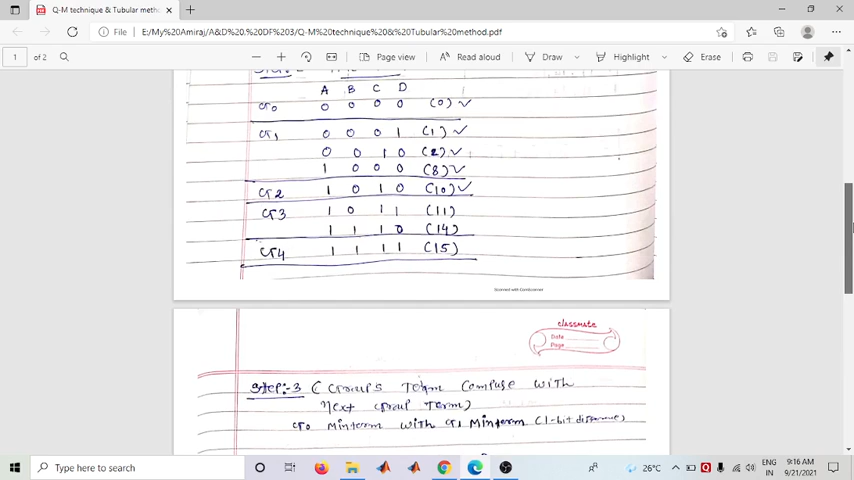 Q-M technique & Tubular metho
File E:/My%20Amiraj/A&D%20.%20DF%203/Q-M%20technique%20&%20Tubular%20method.pdf
1 of 2 Page view Read aloud Draw Highlight Erase
A B C D
G0 0 0 0 0 (0) ✓
G1 0 0 0 1 (1) ✓
0 0 1 0 (2) ✓
1 0 0 0 (8) ✓
G2 1 0 1 0 (10) ✓
G3 1 0 1 1 (11)
1 1 1 0 (14)
G4 1 1 1 1 (15)
Scanned with CamScanner
classmate
Date
Page
Step:-3 (Group's Term Compare with
Next Group Term)
G0 Minterm with G1 Minterm (1-bit difference)
Type here to search
26°C
ENG
IN
9:16 AM
9/21/2021